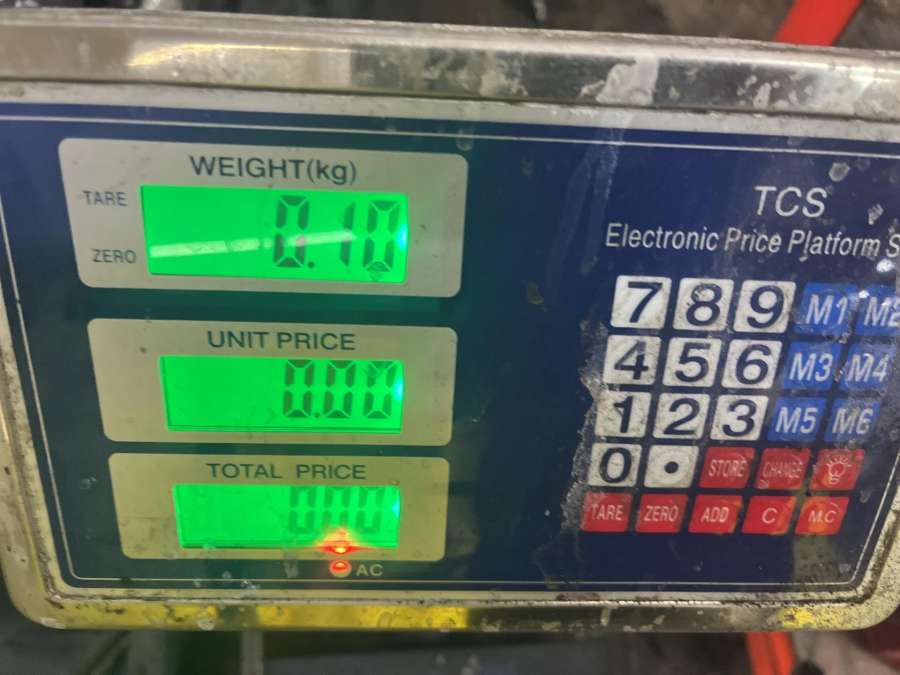 WEIGHT(kg)
TARE
0.10
ZERO
UNIT PRICE
0.00
TOTAL PRICE
0.00
AC
TCS
Electronic Price Platform S
7 8 9 M1 M2
4 5 6 M3 M4
1 2 3 M5 M6
0 • STORE CHANGE
TARE ZERO ADD C M.C